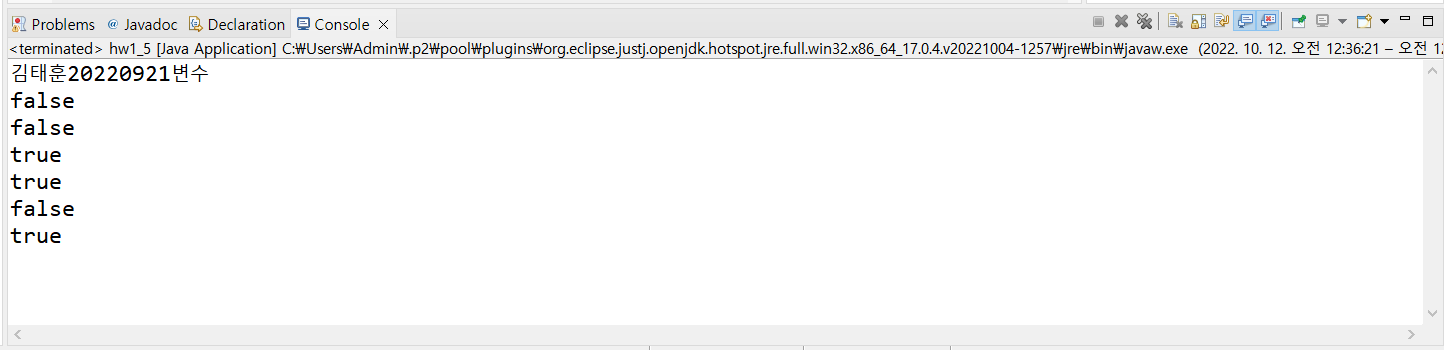 Problems Javadoc Declaration Console
<terminated> hw1_5 [Java Application] C:₩Users₩Admin₩.p2₩pool₩plugins₩org.eclipse.justj.openjdk.hotspot.jre.full.win32.x86_64_17.0.4.v20221004-1257₩jre₩bin₩javaw.exe (2022. 10. 12. 오전 12:36:21 – 오전 12
김태훈20220921변수
false
false
true
true
false
true